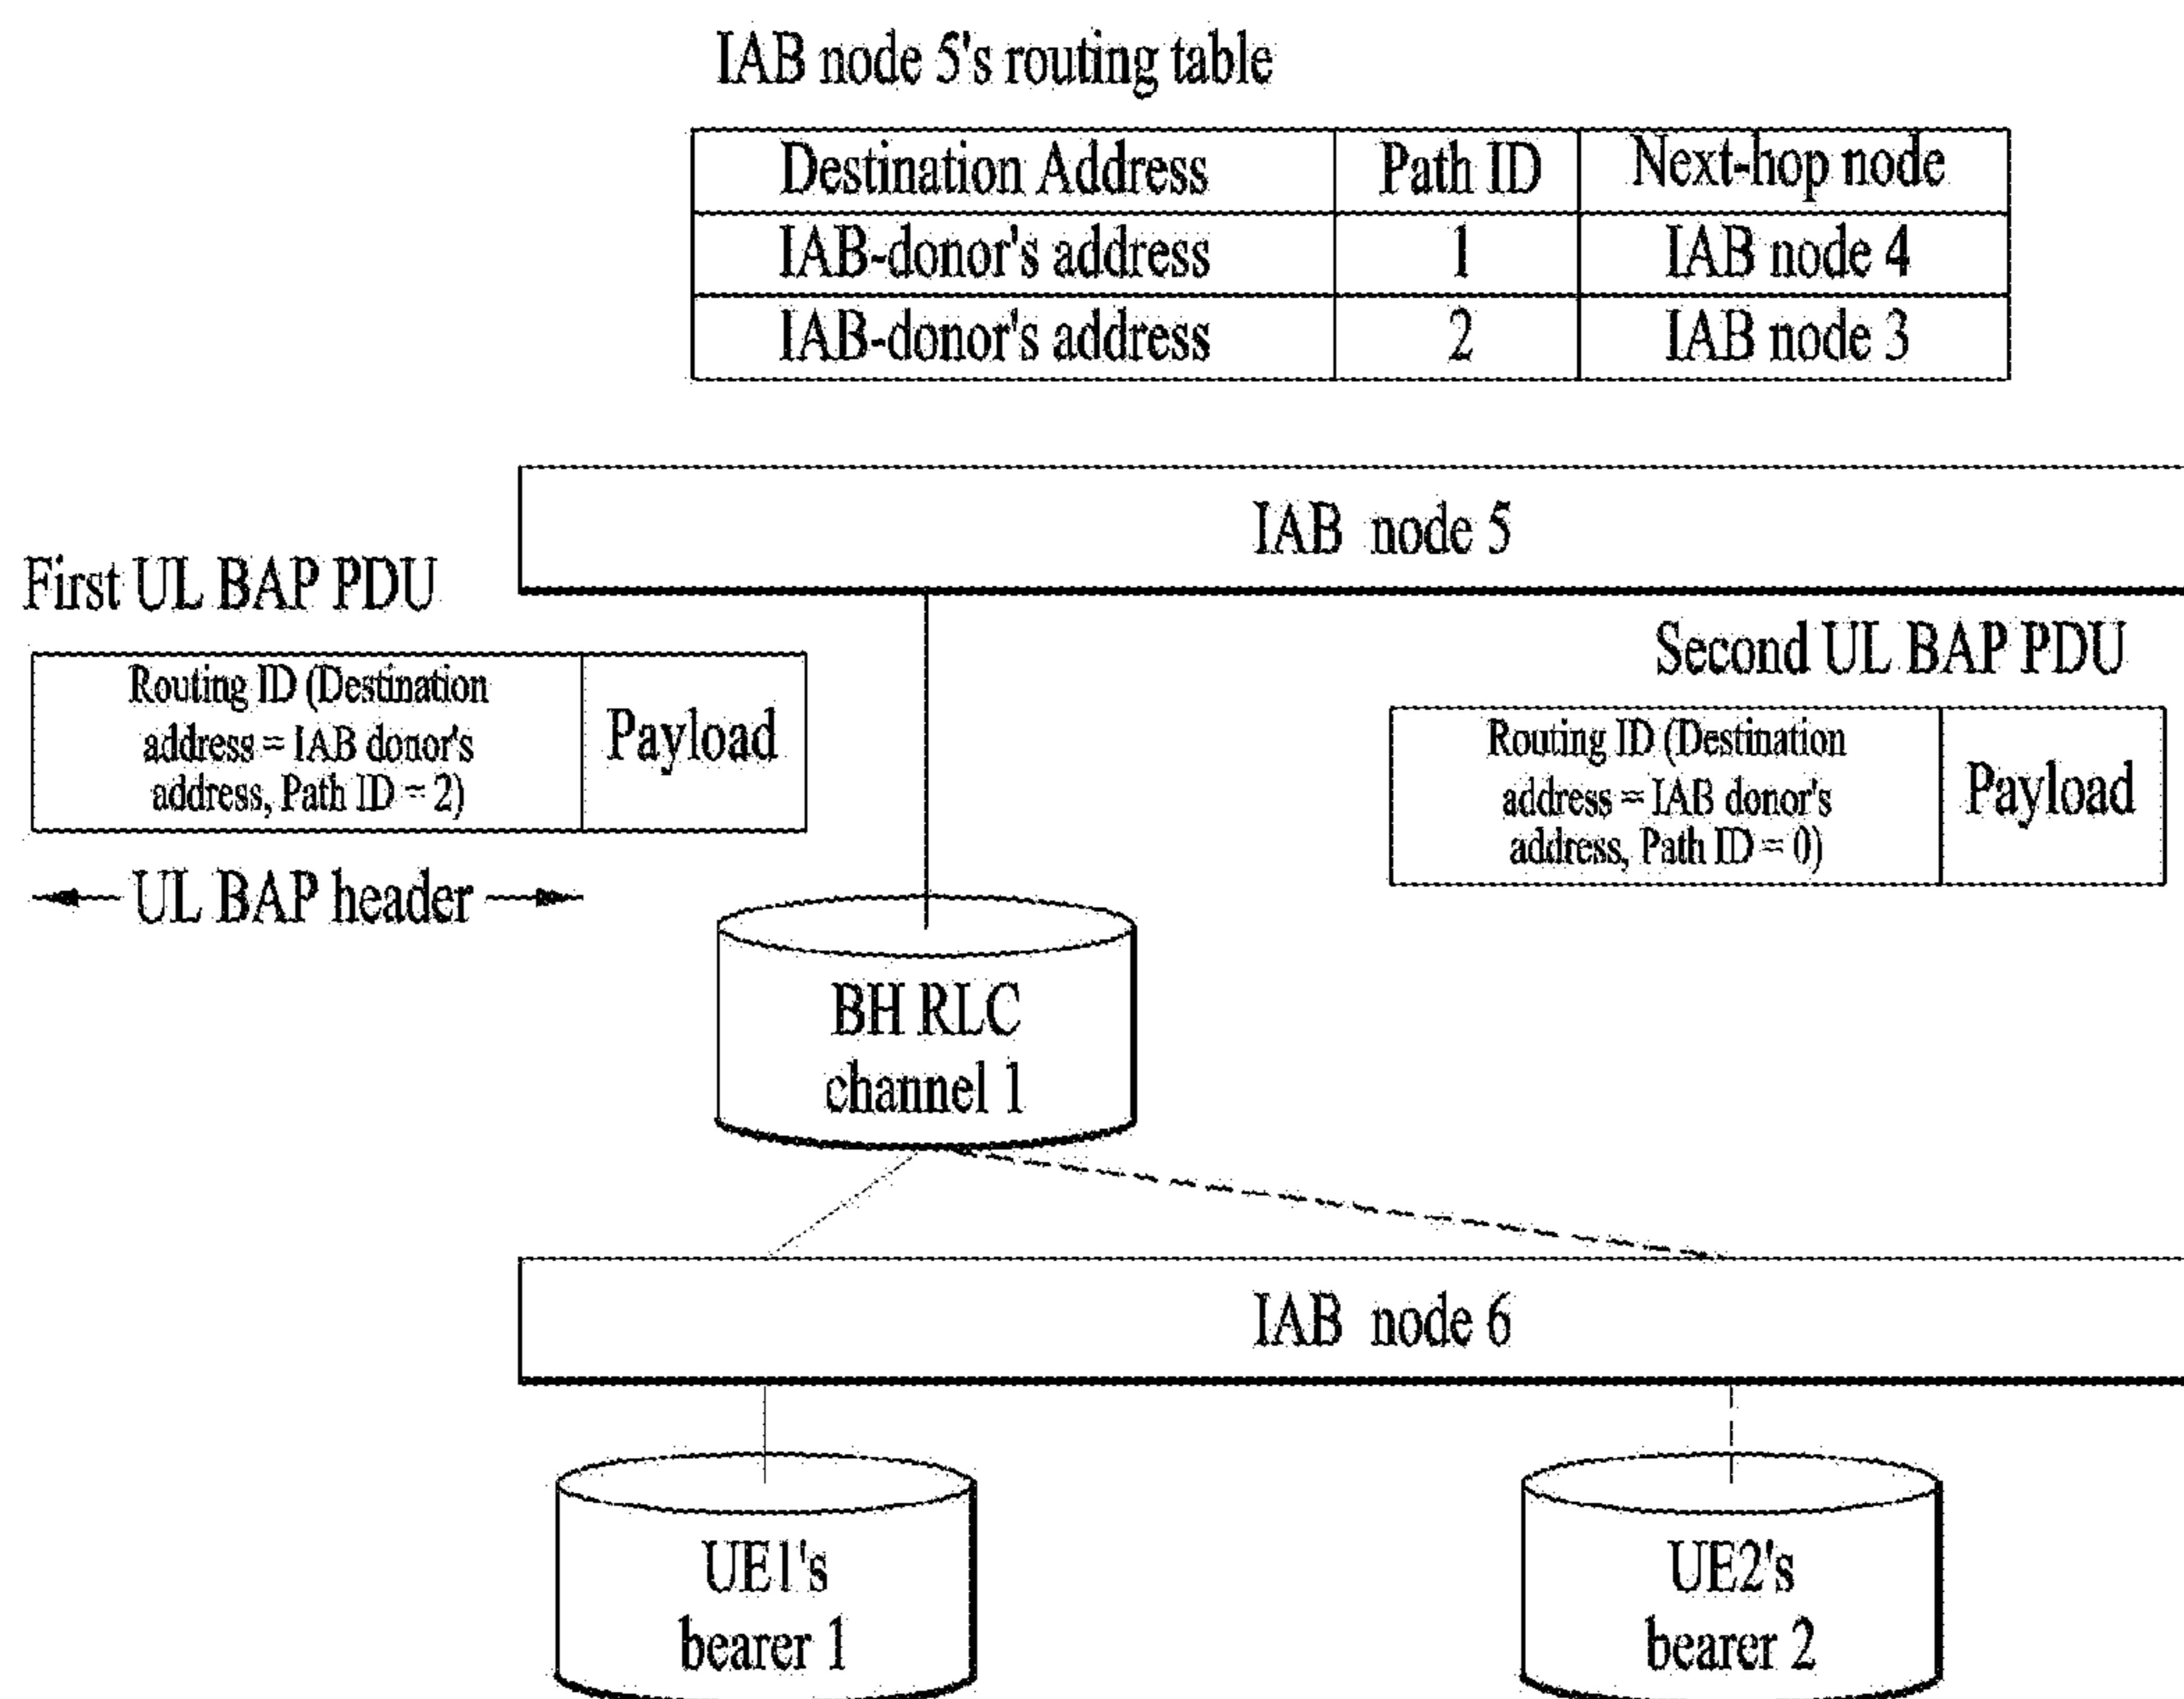 IAB node 5's routing table
Destination Address Path ID Next-hop node
IAB-donor's address 1 IAB node 4
IAB-donor's address 2 IAB node 3
IAB node 5
First UL BAP PDU
Routing ID (Destination
address = IAB donor's
address, Path ID = 2)
Payload
UL BAP header
Second UL BAP PDU
Routing ID (Destination
address = IAB donor's
address, Path ID = 0)
Payload
BH RLC
channel 1
IAB node 6
UE1's
bearer 1
UE2's
bearer 2